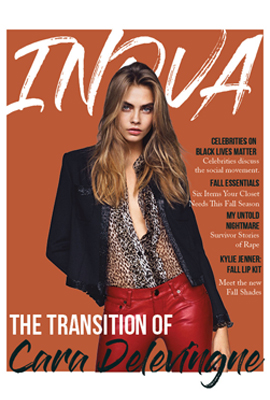 INOVA
CELEBRITIES ON
BLACK LIVES MATTER
Celebrities discuss
the social movement.
FALL ESSENTIALS
Six Items Your Closet
Needs This Fall Season
MY UNTOLD
NIGHTMARE
Survivor Stories
of Rape
KYLIE JENNER:
FALL LIP KIT
Meet the new
Fall Shades
THE TRANSITION OF
Cara Delevingne